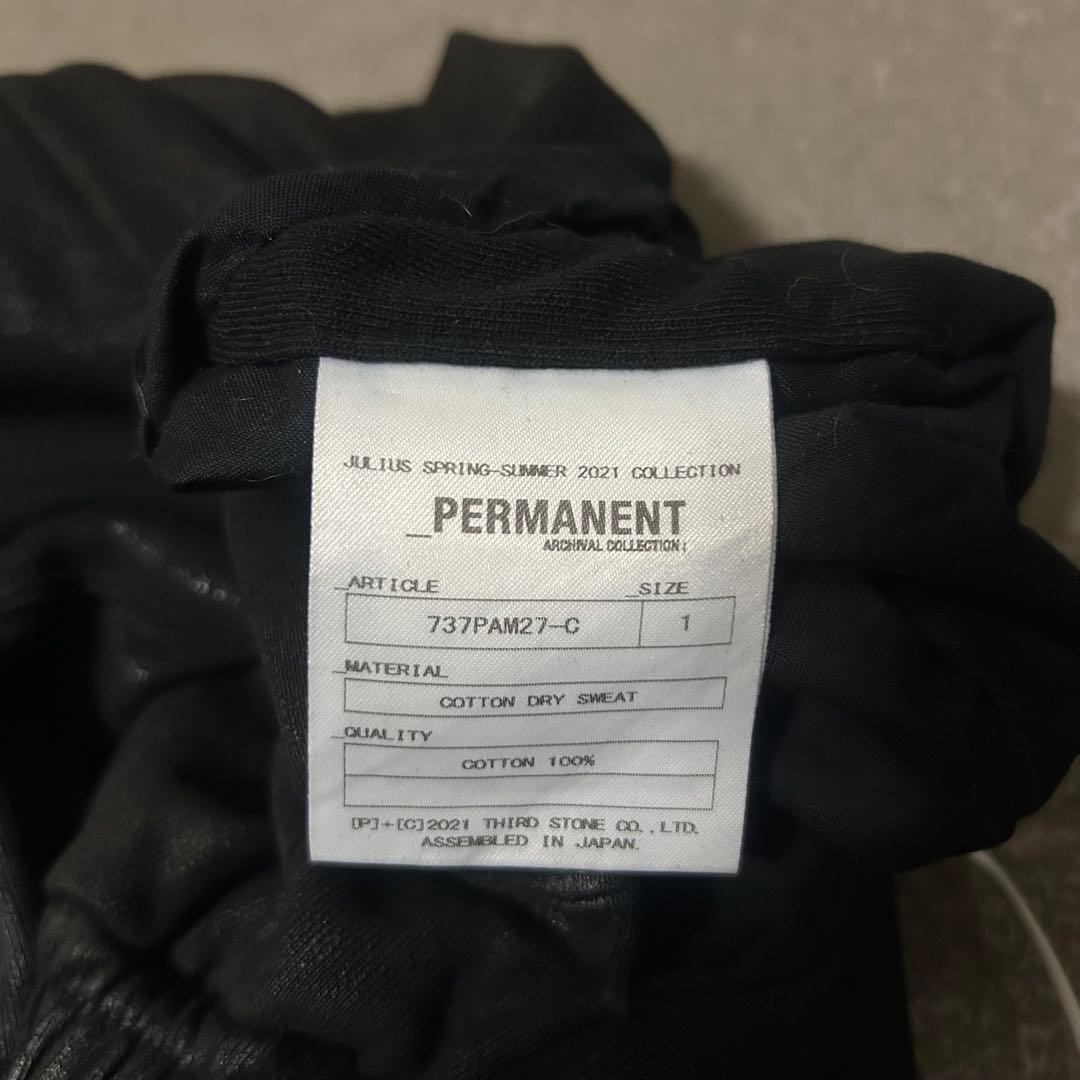 JULIUS SPRING-SUMMER 2021 COLLECTION
_PERMANENT
ARCHIVAL COLLECTION;
_ARTICLE _SIZE
737PAM27-C 1
_MATERIAL
COTTON DRY SWEAT
_QUALITY
COTTON 100%
[P]+[C]2021 THIRD STONE CO.,LTD.
ASSEMBLED IN JAPAN.